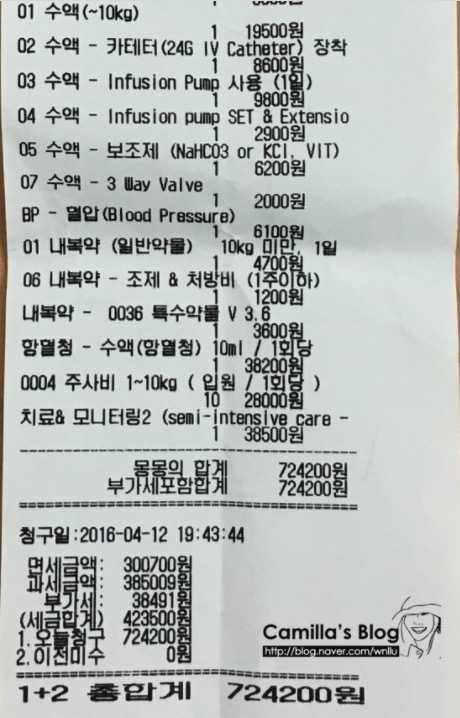 01 수액(~10kg)
1 19500원
02 수액 - 카테터(24G IV Catheter) 장착
1 8600원
03 수액 - Infusion Pump 사용 (1일)
1 9800원
04 수액 - Infusion pump SET & Extensio
1 2900원
05 수액 - 보조제 (NaHCO3 or KCl, VIT)
1 6200원
07 수액 - 3 Way Valve
1 2000원
BP - 혈압(Blood Pressure)
1 6100원
01 내복약 (일반약물) 10kg 미만, 1일
1 4700원
06 내복약 - 조제 & 처방비 (1주이하)
1 1200원
내복약 - 0036 특수약물 V 3.6
1 3600원
항혈청 - 수액(항혈청) 10ml / 1회당
1 38200원
0004 주사비 1~10kg ( 입원 / 1회당 )
10 28000원
치료& 모니터링2 (semi-intensive care -
1 38500원
몽몽의 합계 724200원
부가세포함합계 724200원
청구일:2016-04-12 19:43:44
면세금액: 300700원
과세금액: 385009원
부가세: 38491원
(세금합계) 423500원
1.오늘청구 724200원
2.이전미수 0원
1+2 총합계 724200원
Camilla's Blog
http://blog.naver.com/wnllu